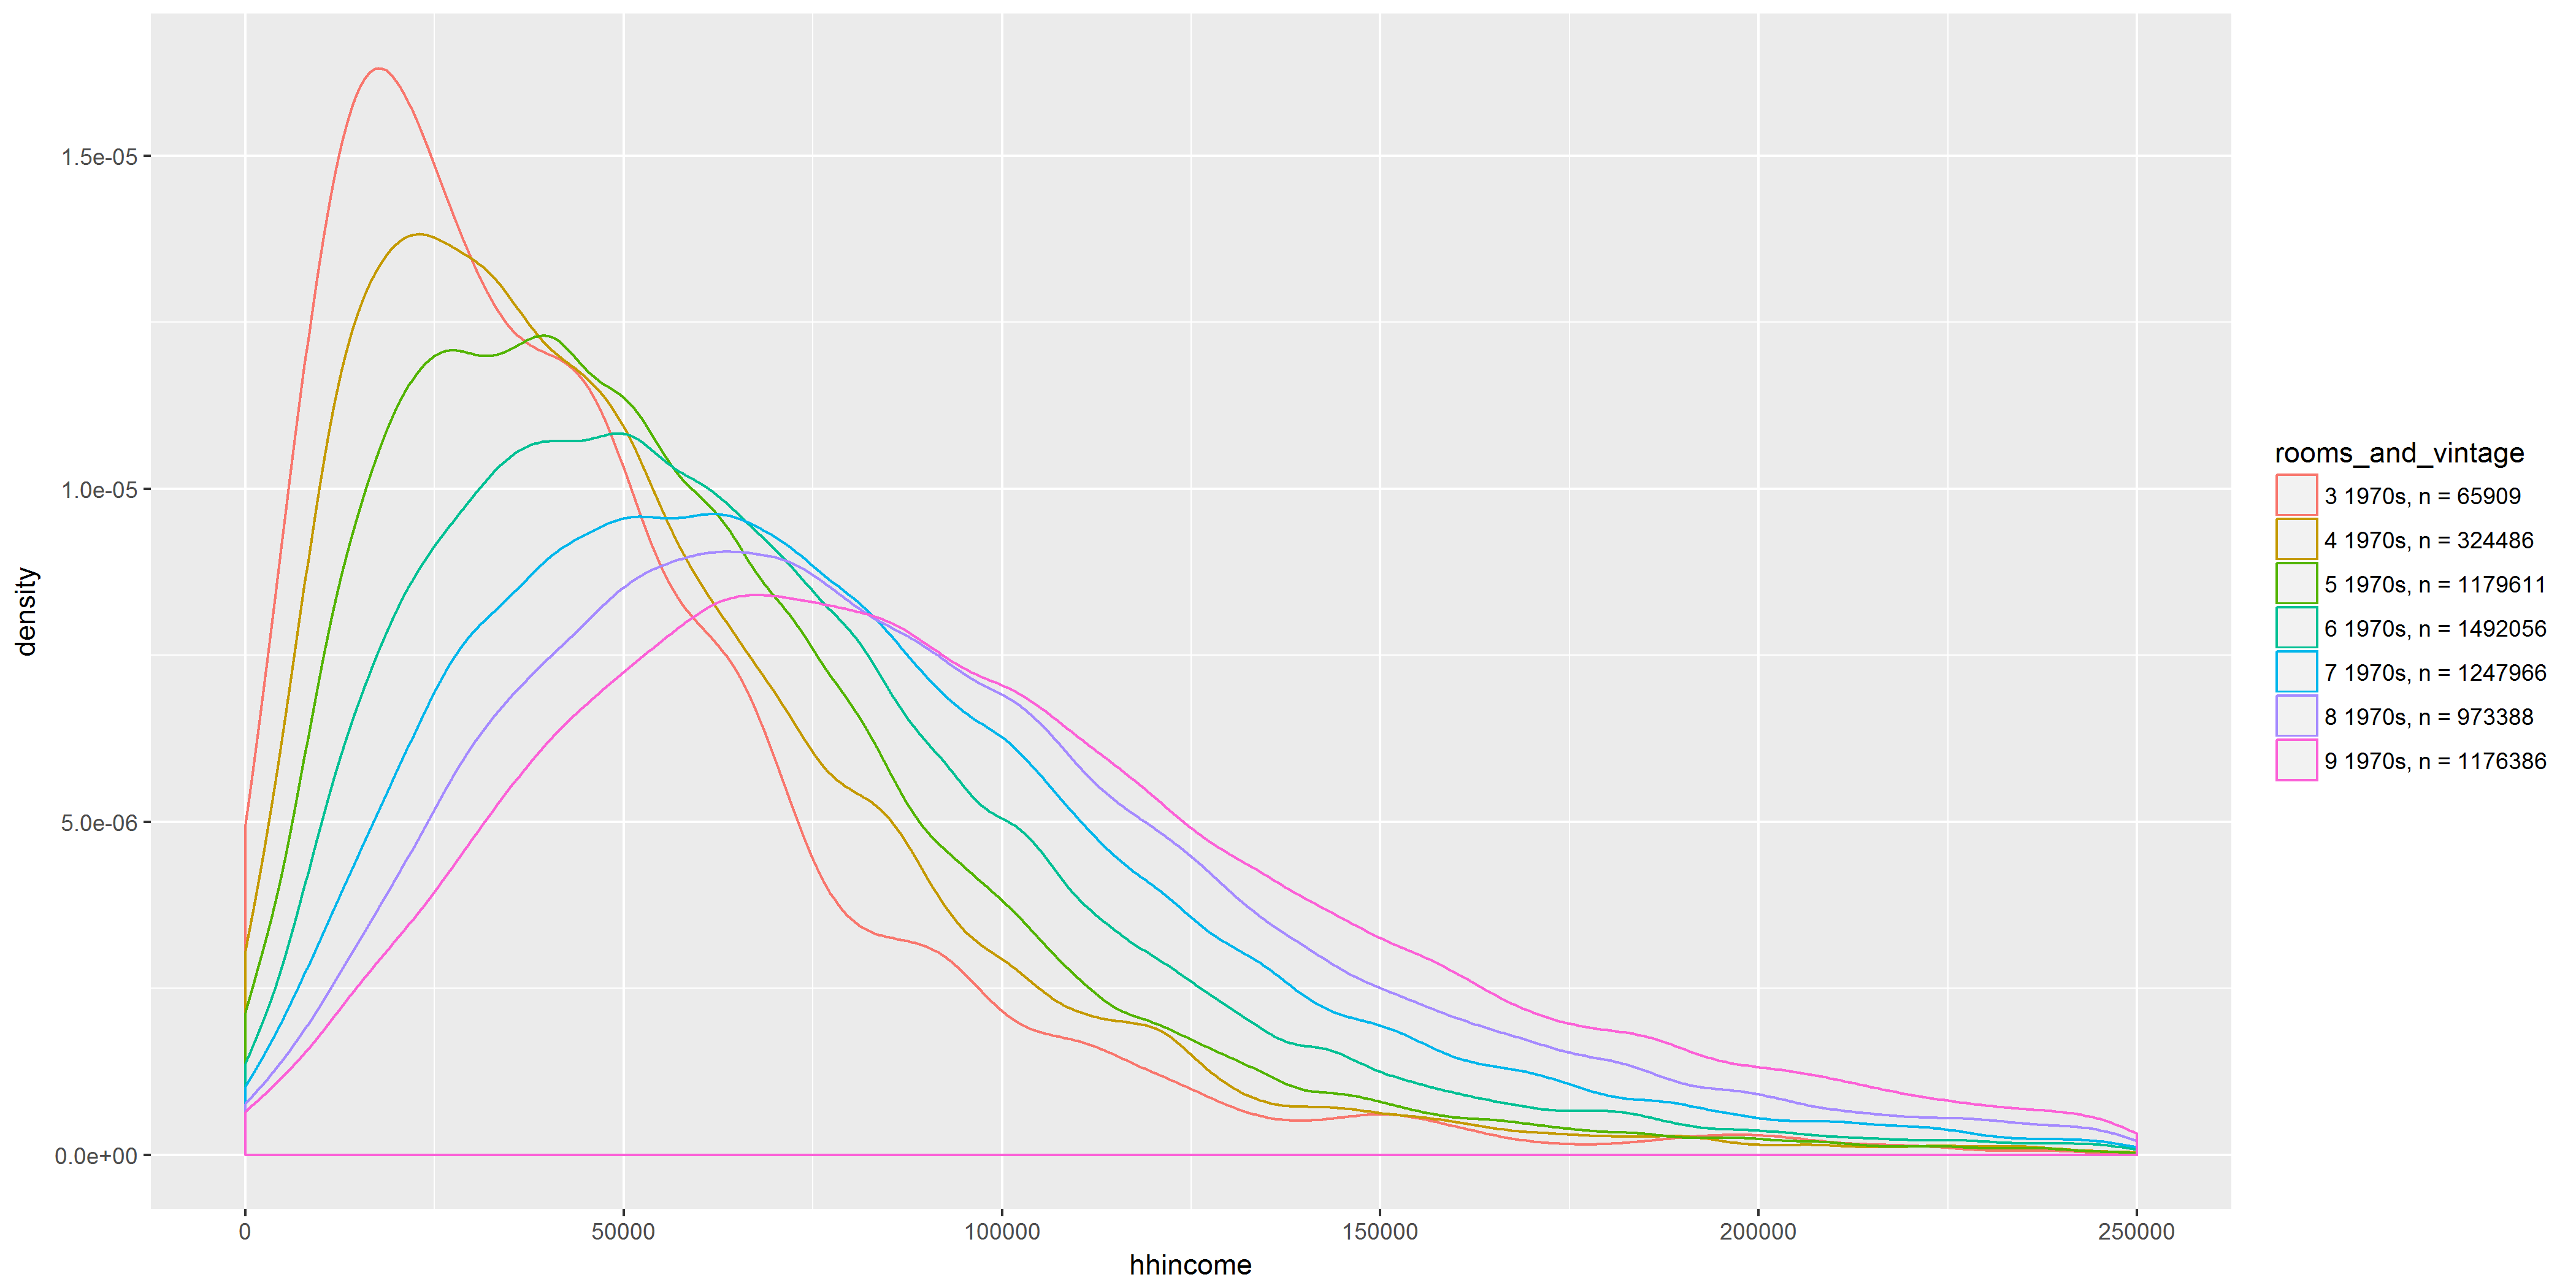 1.5e-05
1.0e-05
5.0e-06
0.0e+00
density
0 50000 100000 150000 200000 250000
hhincome
rooms_and_vintage
3 1970s, n = 65909
4 1970s, n = 324486
5 1970s, n = 1179611
6 1970s, n = 1492056
7 1970s, n = 1247966
8 1970s, n = 973388
9 1970s, n = 1176386